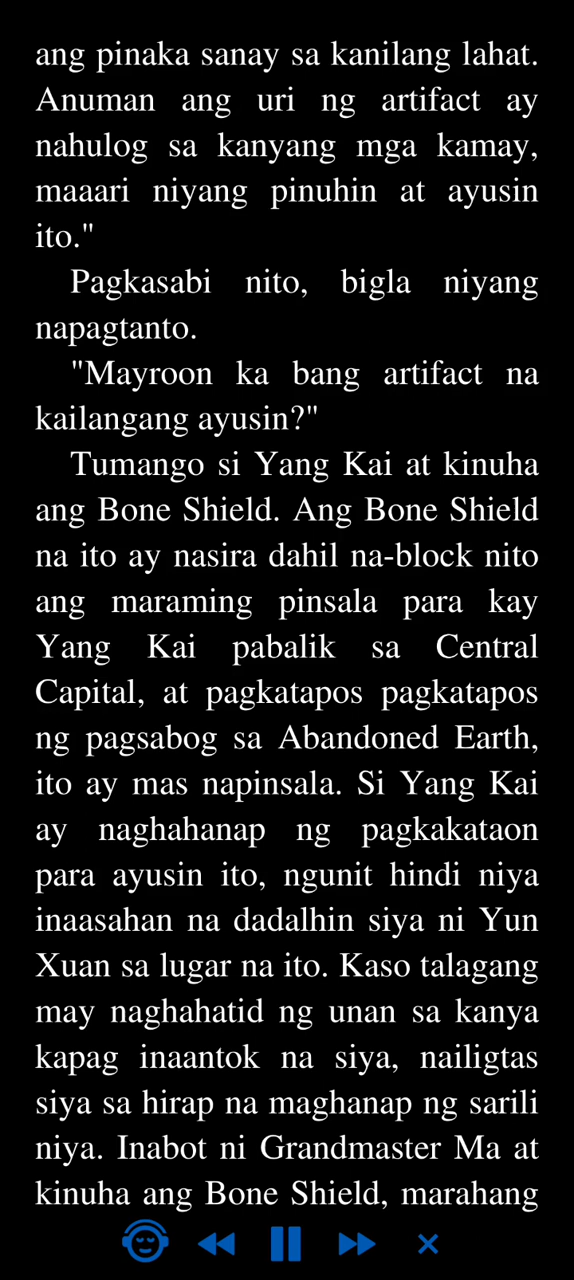 ang pinaka sanay sa kanilang lahat.
Anuman ang uri ng artifact ay
nahulog sa kanyang mga kamay,
maaari niyang pinuhin at ayusin
ito."
Pagkasabi nito, bigla niyang
napagtanto.
"Mayroon ka bang artifact na
kailangang ayusin?"
Tumango si Yang Kai at kinuha
ang Bone Shield. Ang Bone Shield
na ito ay nasira dahil na-block nito
ang maraming pinsala para kay
Yang Kai pabalik sa Central
Capital, at pagkatapos pagkatapos
ng pagsabog sa Abandoned Earth,
ito ay mas napinsala. Si Yang Kai
ay naghahanap ng pagkakataon
para ayusin ito, ngunit hindi niya
inaasahan na dadalhin siya ni Yun
Xuan sa lugar na ito. Kaso talagang
may naghahatid ng unan sa kanya
kapag inaantok na siya, nailigtas
siya sa hirap na maghanap ng sarili
niya. Inabot ni Grandmaster Ma at
kinuha ang Bone Shield, marahang